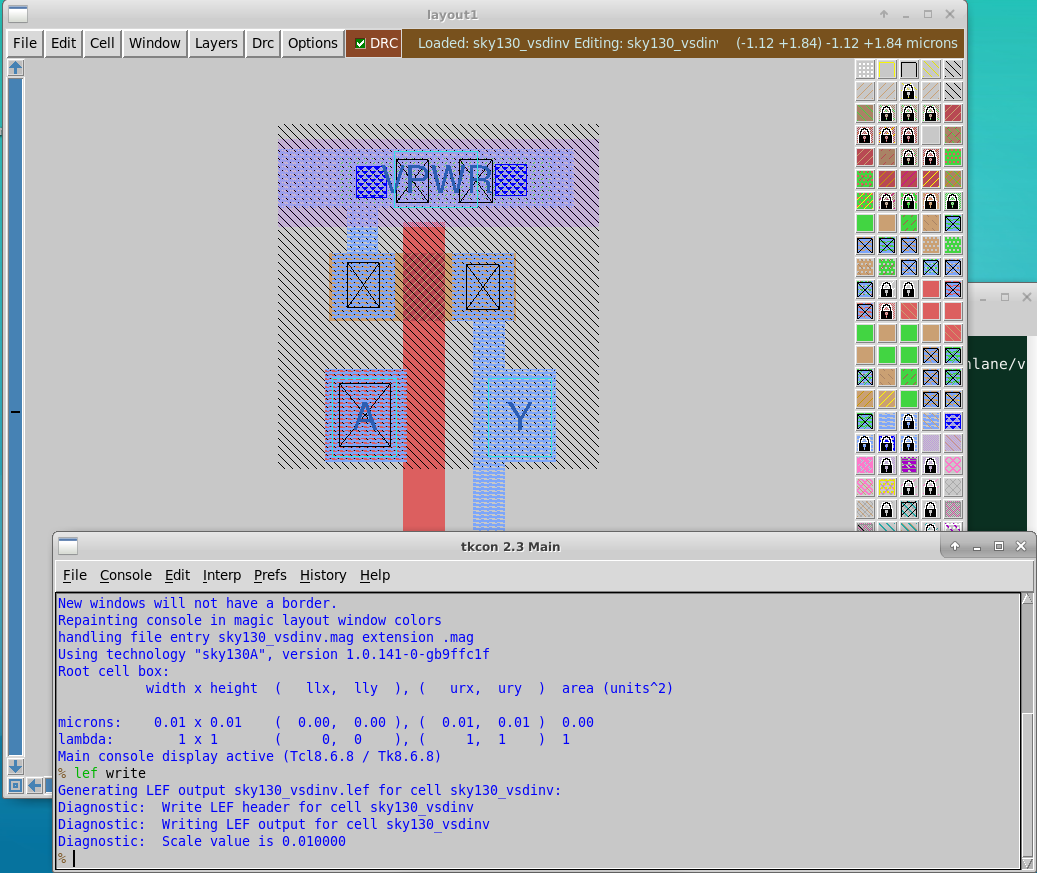 layout1
File Edit Cell Window Layers Drc Options DRC Loaded: sky130_vsdinv Editing: sky130_vsdin (-1.12 +1.84) -1.12 +1.84 microns
VPWR
A Y
nlane/v
tkcon 2.3 Main
File Console Edit Interp Prefs History Help
New windows will not have a border.
Repainting console in magic layout window colors
handling file entry sky130_vsdinv.mag extension .mag
Using technology "sky130A", version 1.0.141-0-gb9ffc1f
Root cell box:
width x height ( llx, lly ), ( urx, ury ) area (units^2)
microns: 0.01 x 0.01 ( 0.00, 0.00 ), ( 0.01, 0.01 ) 0.00
lambda: 1 x 1 ( 0, 0 ), ( 1, 1 ) 1
Main console display active (Tcl8.6.8 / Tk8.6.8)
% lef write
Generating LEF output sky130_vsdinv.lef for cell sky130_vsdinv:
Diagnostic: Write LEF header for cell sky130_vsdinv
Diagnostic: Writing LEF output for cell sky130_vsdinv
Diagnostic: Scale value is 0.010000
%